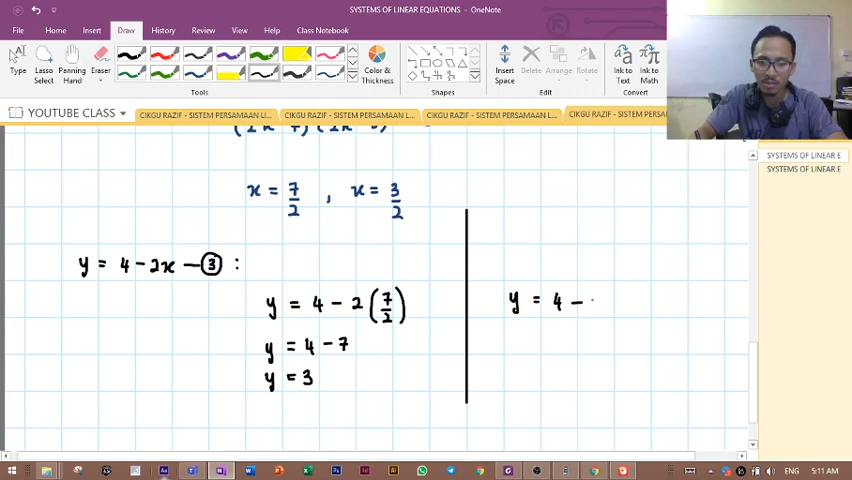 SYSTEMS OF LINEAR EQUATIONS - OneNote
File Home Insert Draw History Review View Help Class Notebook
Type
Lasso Select
Panning Hand
Eraser
Color & Thickness
Insert Space
Delete
Arrange
Ink to Text
Ink to Math
Tools
Shapes
Edit
Convert
YOUTUBE CLASS
CIKGU RAZIF - SISTEM PERSAMAAN LI...
CIKGU RAZIF - SISTEM PERSAMAAN LI...
CIKGU RAZIF - SISTEM PERSAMAAN LI...
CIKGU RAZIF - SISTEM PERSAMAAN
SYSTEMS OF LINEAR E
SYSTEMS OF LINEAR E
x = 7/2 , x = 3/2
y = 4 - 2x — ③ :
y = 4 - 2(7/2)
y = 4 - 7
y = 3
y = 4 -
ENG 5:11 AM